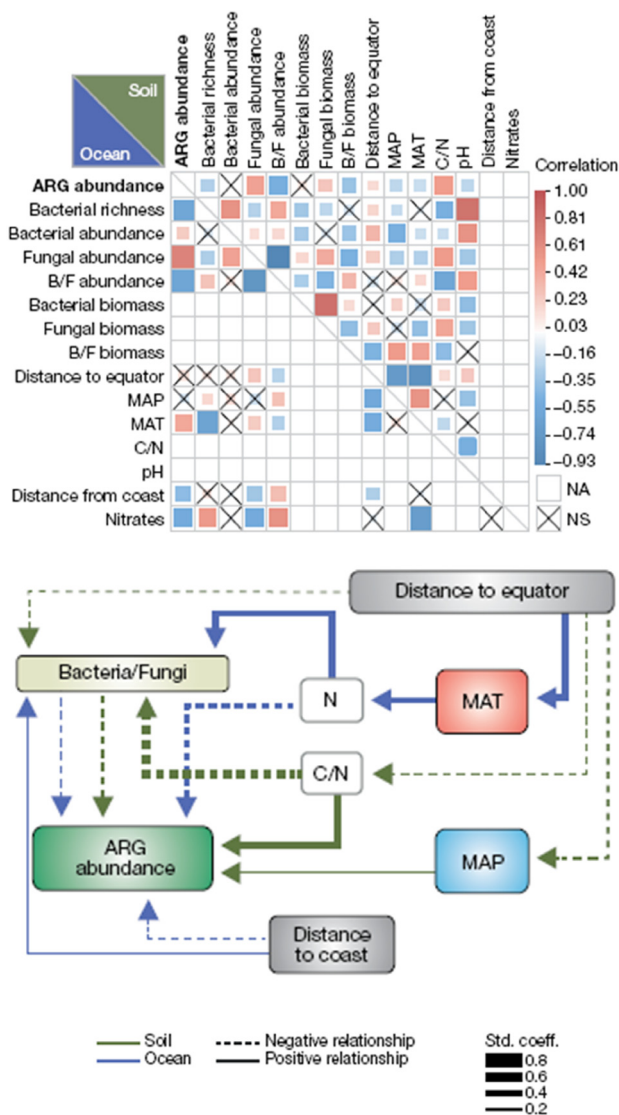 Soil
Ocean
ARG abundance
Bacterial richness
Bacterial abundance
Fungal abundance
B/F abundance
Bacterial biomass
Fungal biomass
B/F biomass
Distance to equator
MAP
MAT
C/N
pH
Distance from coast
Nitrates
ARG abundance
Bacterial richness
Bacterial abundance
Fungal abundance
B/F abundance
Bacterial biomass
Fungal biomass
B/F biomass
Distance to equator
MAP
MAT
C/N
pH
Distance from coast
Nitrates
Correlation
1.00
0.81
0.61
0.42
0.23
0.03
−0.16
−0.35
−0.55
−0.74
−0.93
NA
NS
Distance to equator
Bacteria/Fungi
N
MAT
C/N
ARG
abundance
MAP
Distance
to coast
Soil
Ocean
Negative relationship
Positive relationship
Std. coeff.
0.8
0.6
0.4
0.2